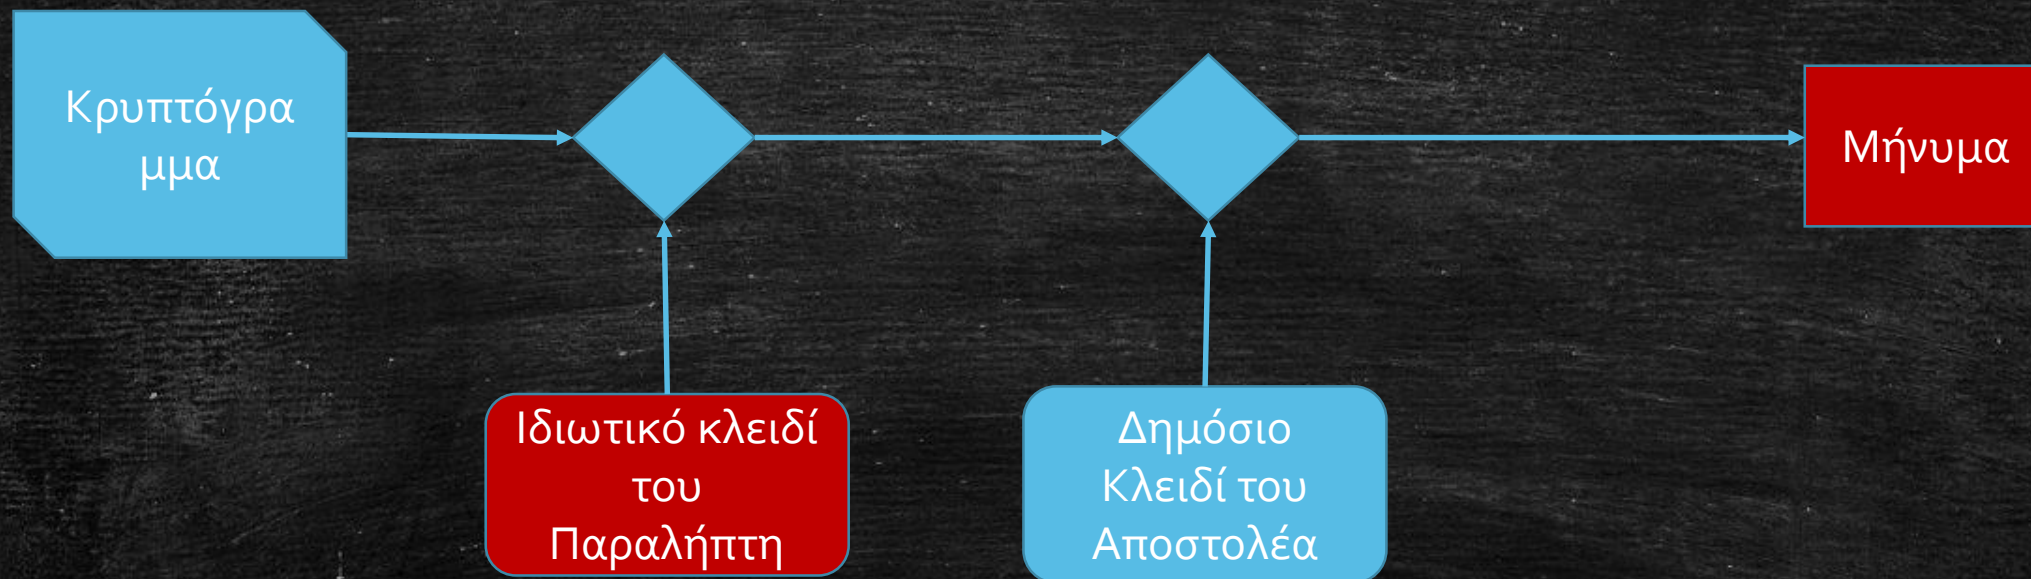 Κρυπτόγρα
μμα
Μήνυμα
Ιδιωτικό κλειδί
του
Παραλήπτη
Δημόσιο
Κλειδί του
Αποστολέα